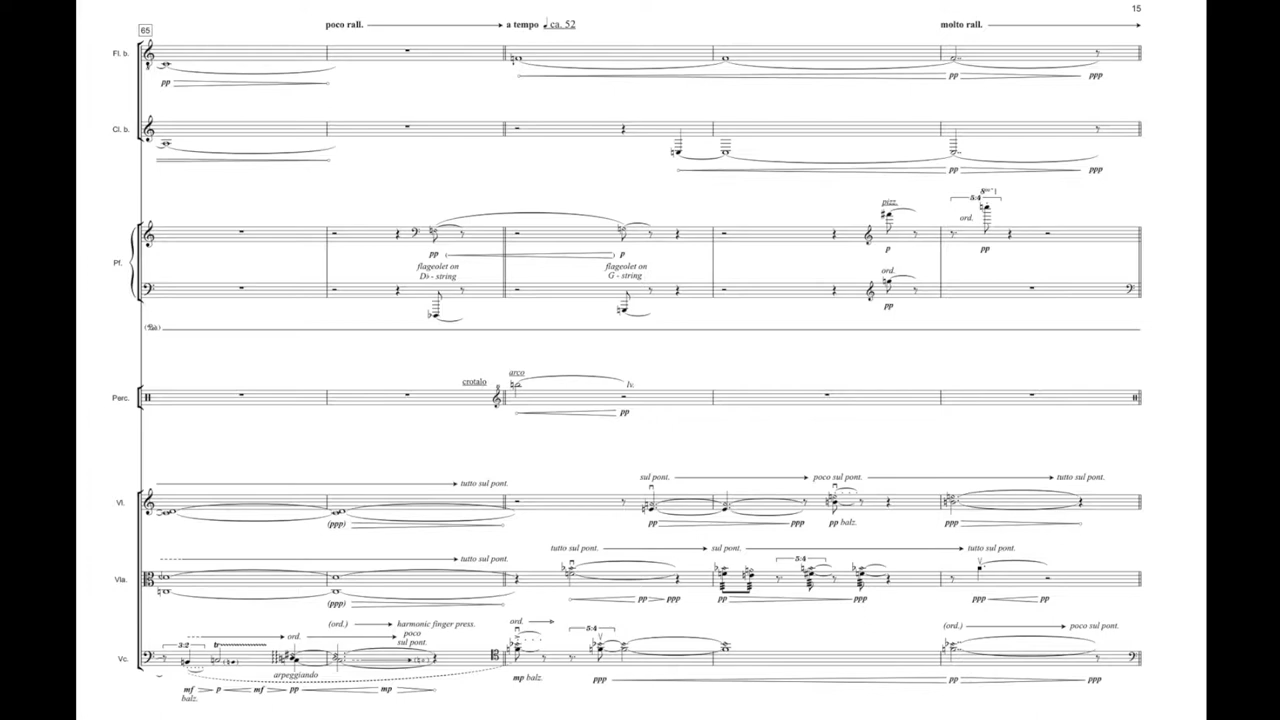 15
65
poco rall.
a tempo ca. 52
molto rall.
Fl. b.
pp pp ppp
Cl. b.
pp ppp
8va
5:4
pizz. ord.
Pf.
pp p p pp
flageolet on flageolet on ord.
D♭ - string G - string
pp
arco
crotalo l.v.
Perc.
pp
sul pont. poco sul pont. tutto sul pont.
tutto sul pont.
Vl.
(ppp) pp ppp pp balz. ppp
tutto sul pont. sul pont. tutto sul pont.
tutto sul pont. 5:4
Vla.
(ppp) pp ppp pp ppp ppp pp
(ord.) harmonic finger press. ord. (ord.) poco sul pont.
ord. poco 5:4
3:2 sul pont.
Vc.
arpeggiando
mf p mf pp mp mp balz. ppp pp ppp
balz.